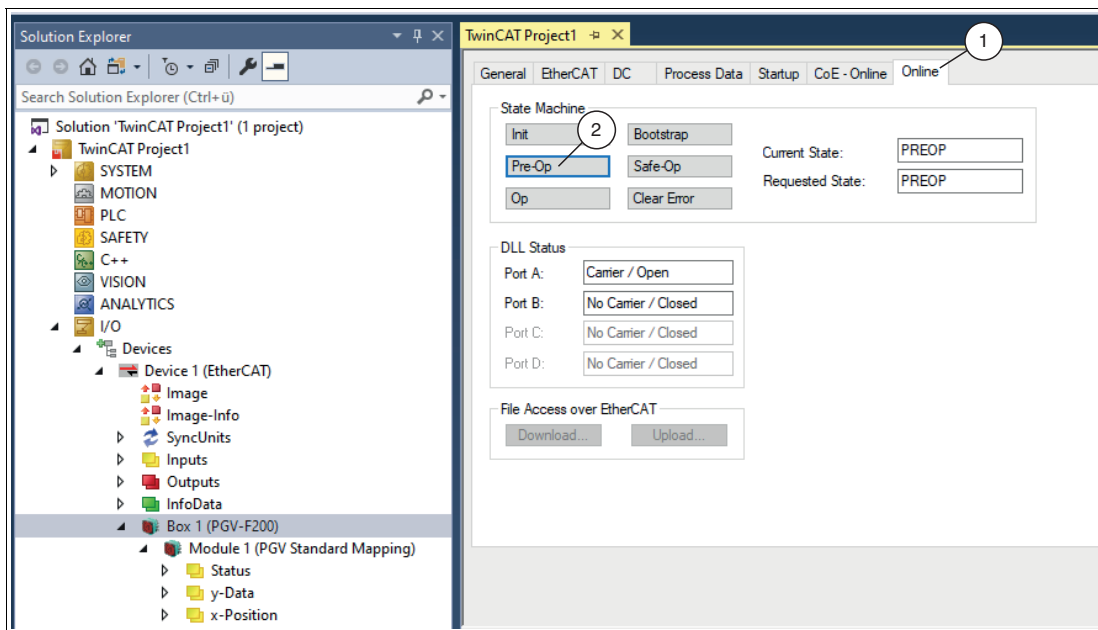 Solution Explorer
Search Solution Explorer (Ctrl+ü)
Solution 'TwinCAT Project1' (1 project)
TwinCAT Project1
SYSTEM
MOTION
PLC
SAFETY
C++
VISION
ANALYTICS
I/O
Devices
Device 1 (EtherCAT)
Image
Image-Info
SyncUnits
Inputs
Outputs
InfoData
Box 1 (PGV-F200)
Module 1 (PGV Standard Mapping)
Status
y-Data
x-Position
TwinCAT Project1
1
General EtherCAT DC Process Data Startup CoE - Online Online
State Machine
2
Init Bootstrap
Pre-Op Safe-Op
Op Clear Error
Current State: PREOP
Requested State: PREOP
DLL Status
Port A: Carrier / Open
Port B: No Carrier / Closed
Port C: No Carrier / Closed
Port D: No Carrier / Closed
File Access over EtherCAT
Download... Upload...